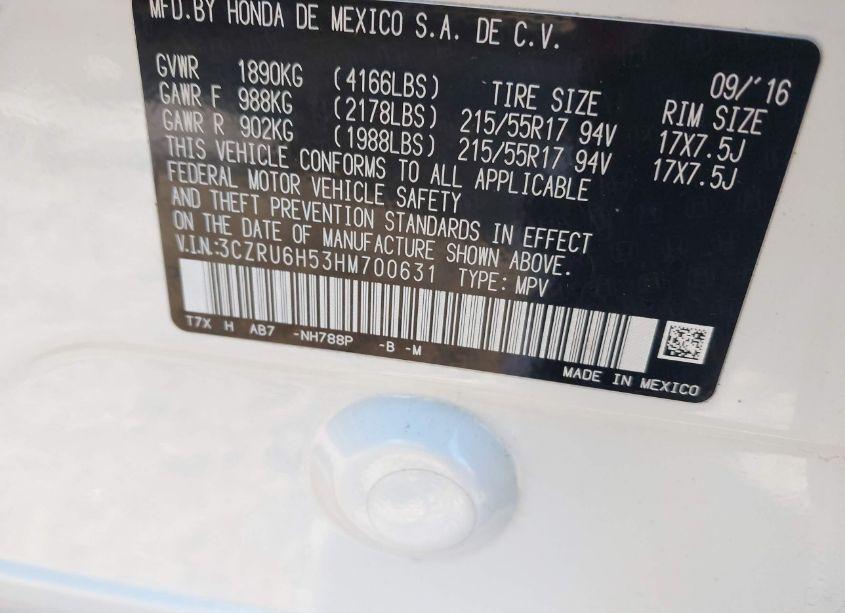 MFD.BY HONDA DE MEXICO S.A. DE C.V.
09/'16
GVWR 1890KG (4166LBS) TIRE SIZE RIM SIZE
GAWR F 988KG (2178LBS) 215/55R17 94V 17X7.5J
GAWR R 902KG (1988LBS) 215/55R17 94V 17X7.5J
THIS VEHICLE CONFORMS TO ALL APPLICABLE
FEDERAL MOTOR VEHICLE SAFETY
AND THEFT PREVENTION STANDARDS IN EFFECT
ON THE DATE OF MANUFACTURE SHOWN ABOVE.
V.I.N.:3CZRU6H53HM700631 TYPE: MPV
T7X H AB7 -NH788P -B -M
MADE IN MEXICO